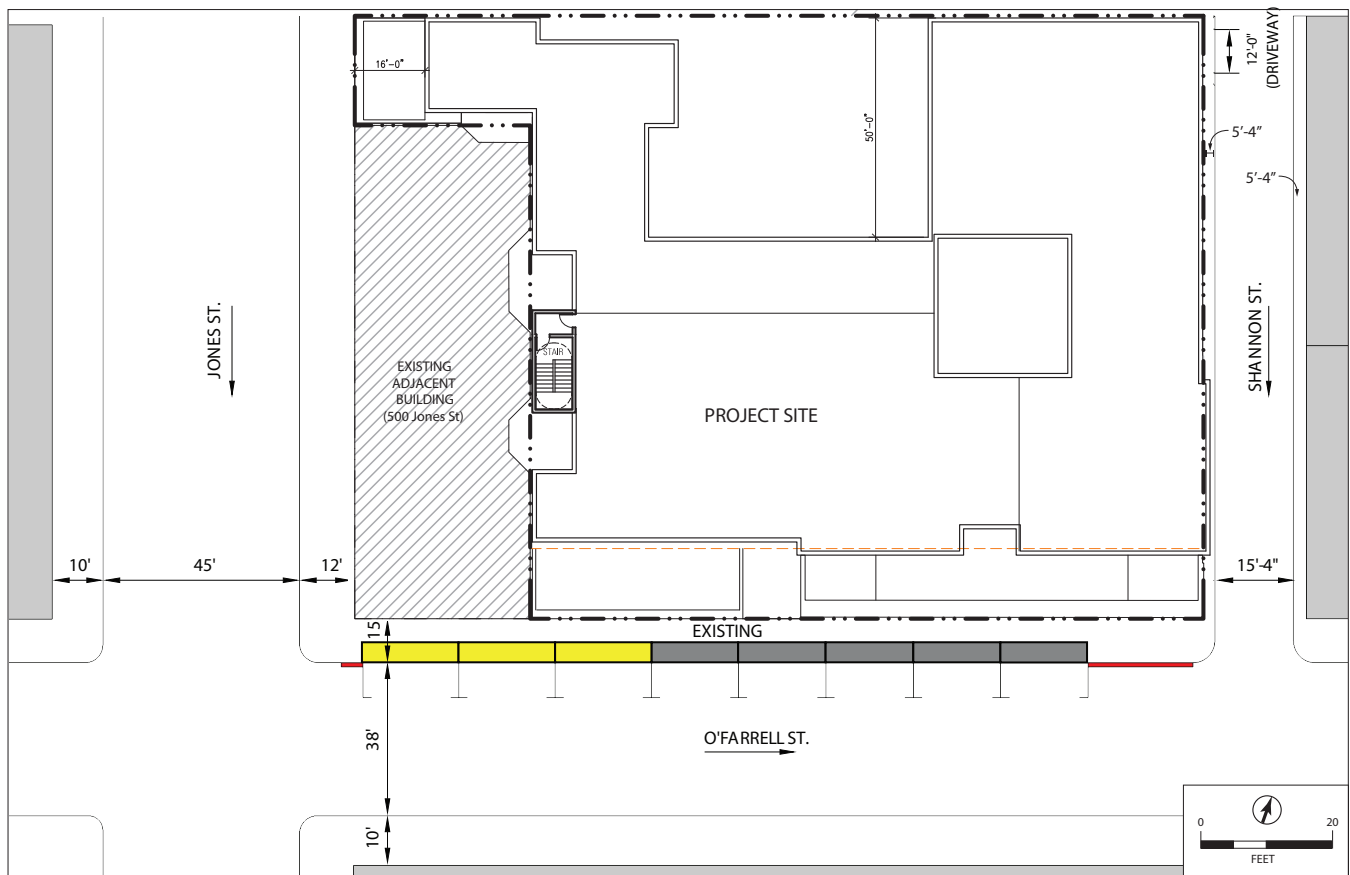 16'-0"
50'-0"
12'-0"
(DRIVEWAY)
5'-4"
5'-4"
JONES ST.
SHANNON ST.
STAIR
EXISTING
ADJACENT
BUILDING
(500 Jones St)
PROJECT SITE
10'
45'
12'
15'-4"
15
EXISTING
38'
O'FARRELL ST.
10'
0
20
FEET